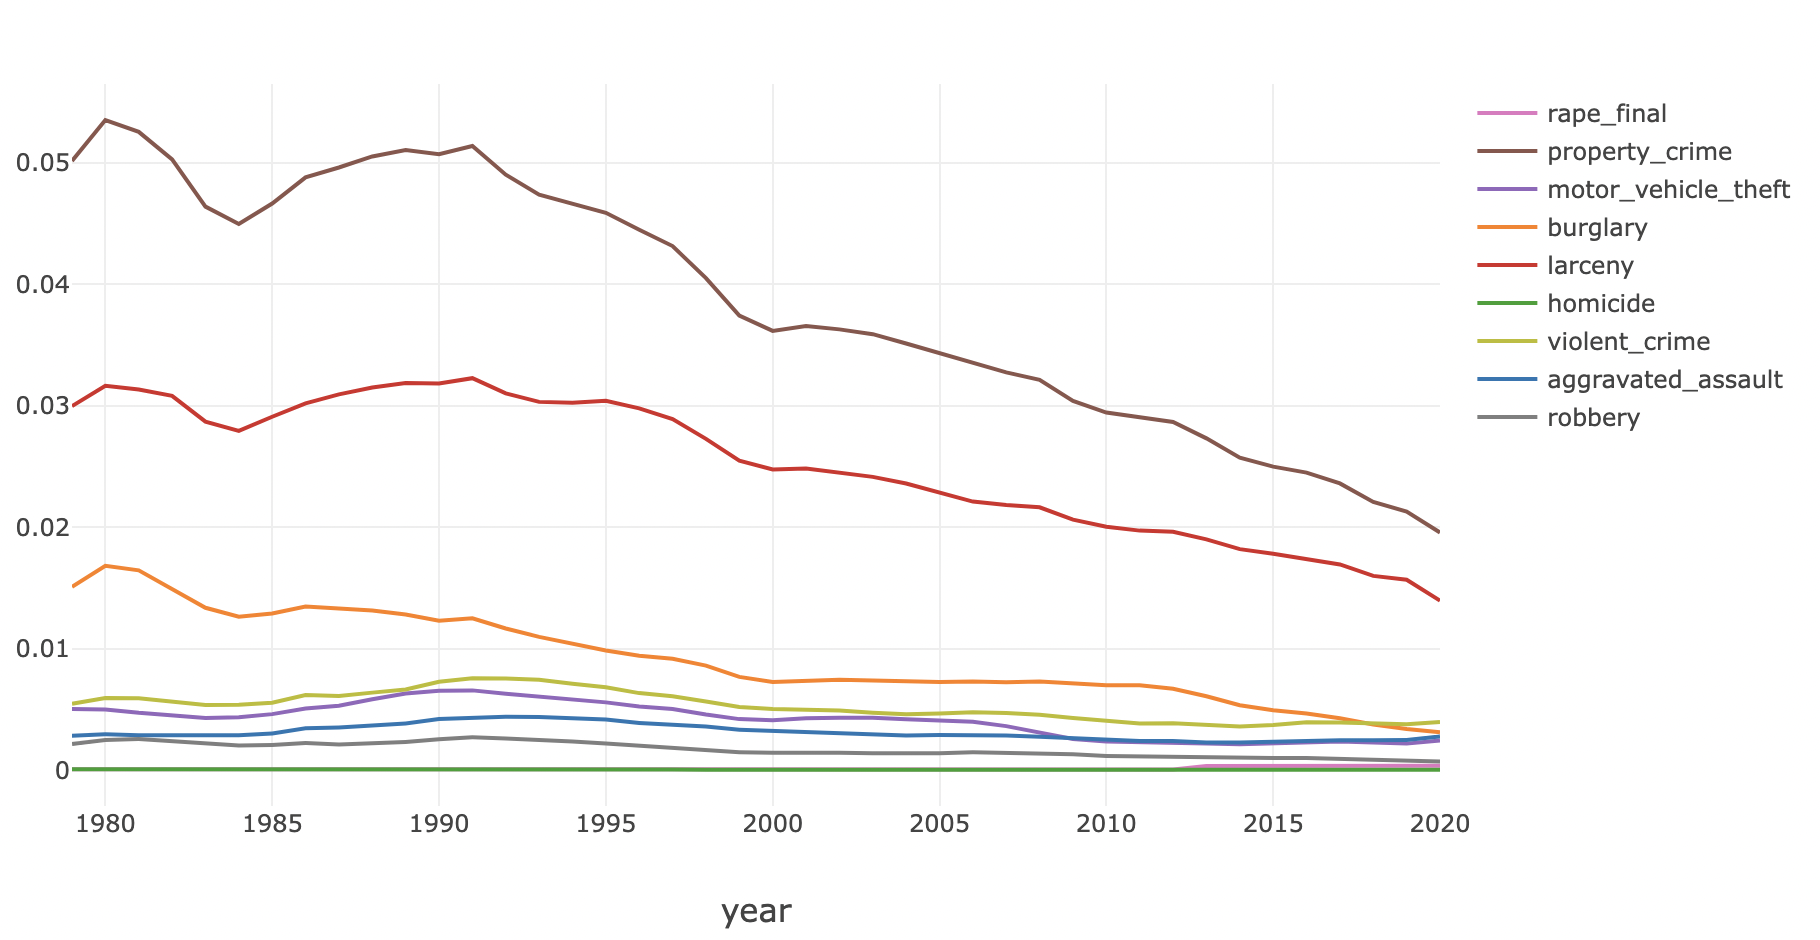 0.05
0.04
0.03
0.02
0.01
0
1980 1985 1990 1995 2000 2005 2010 2015 2020
year
rape_final
property_crime
motor_vehicle_theft
burglary
larceny
homicide
violent_crime
aggravated_assault
robbery